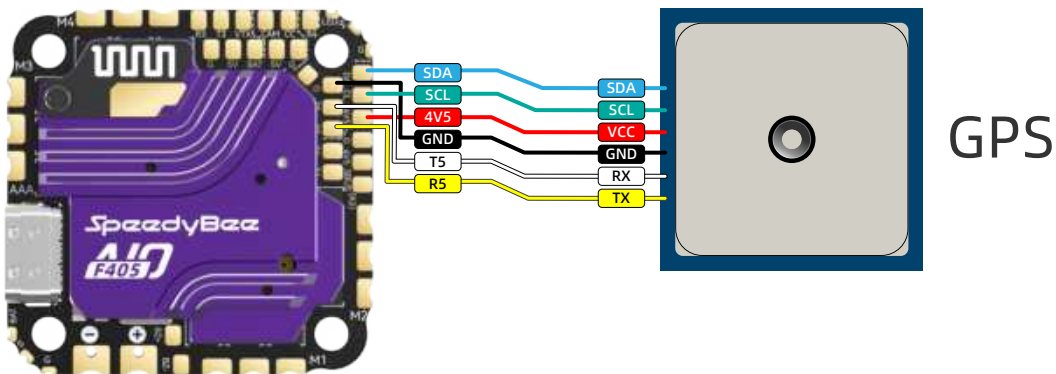 M4
M3
AAA
SpeedyBee
AIO
F405
M2
M1
SDA
SCL
4V5
GND
T5
R5
SDA
SCL
VCC
GND
RX
TX
GPS